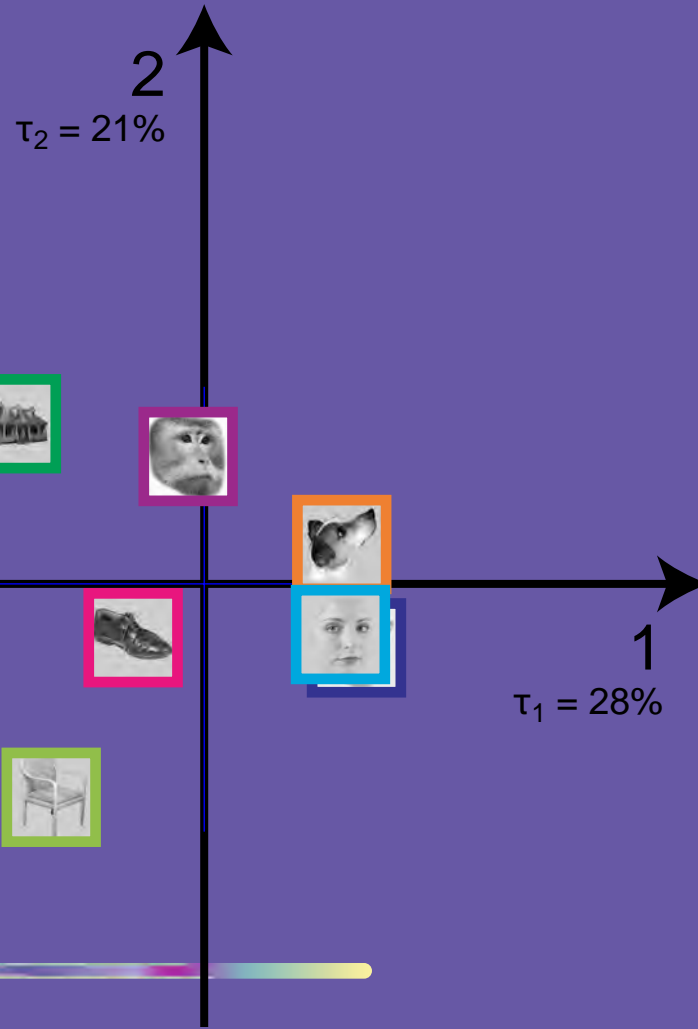 2
τ₂ = 21%
1
τ₁ = 28%